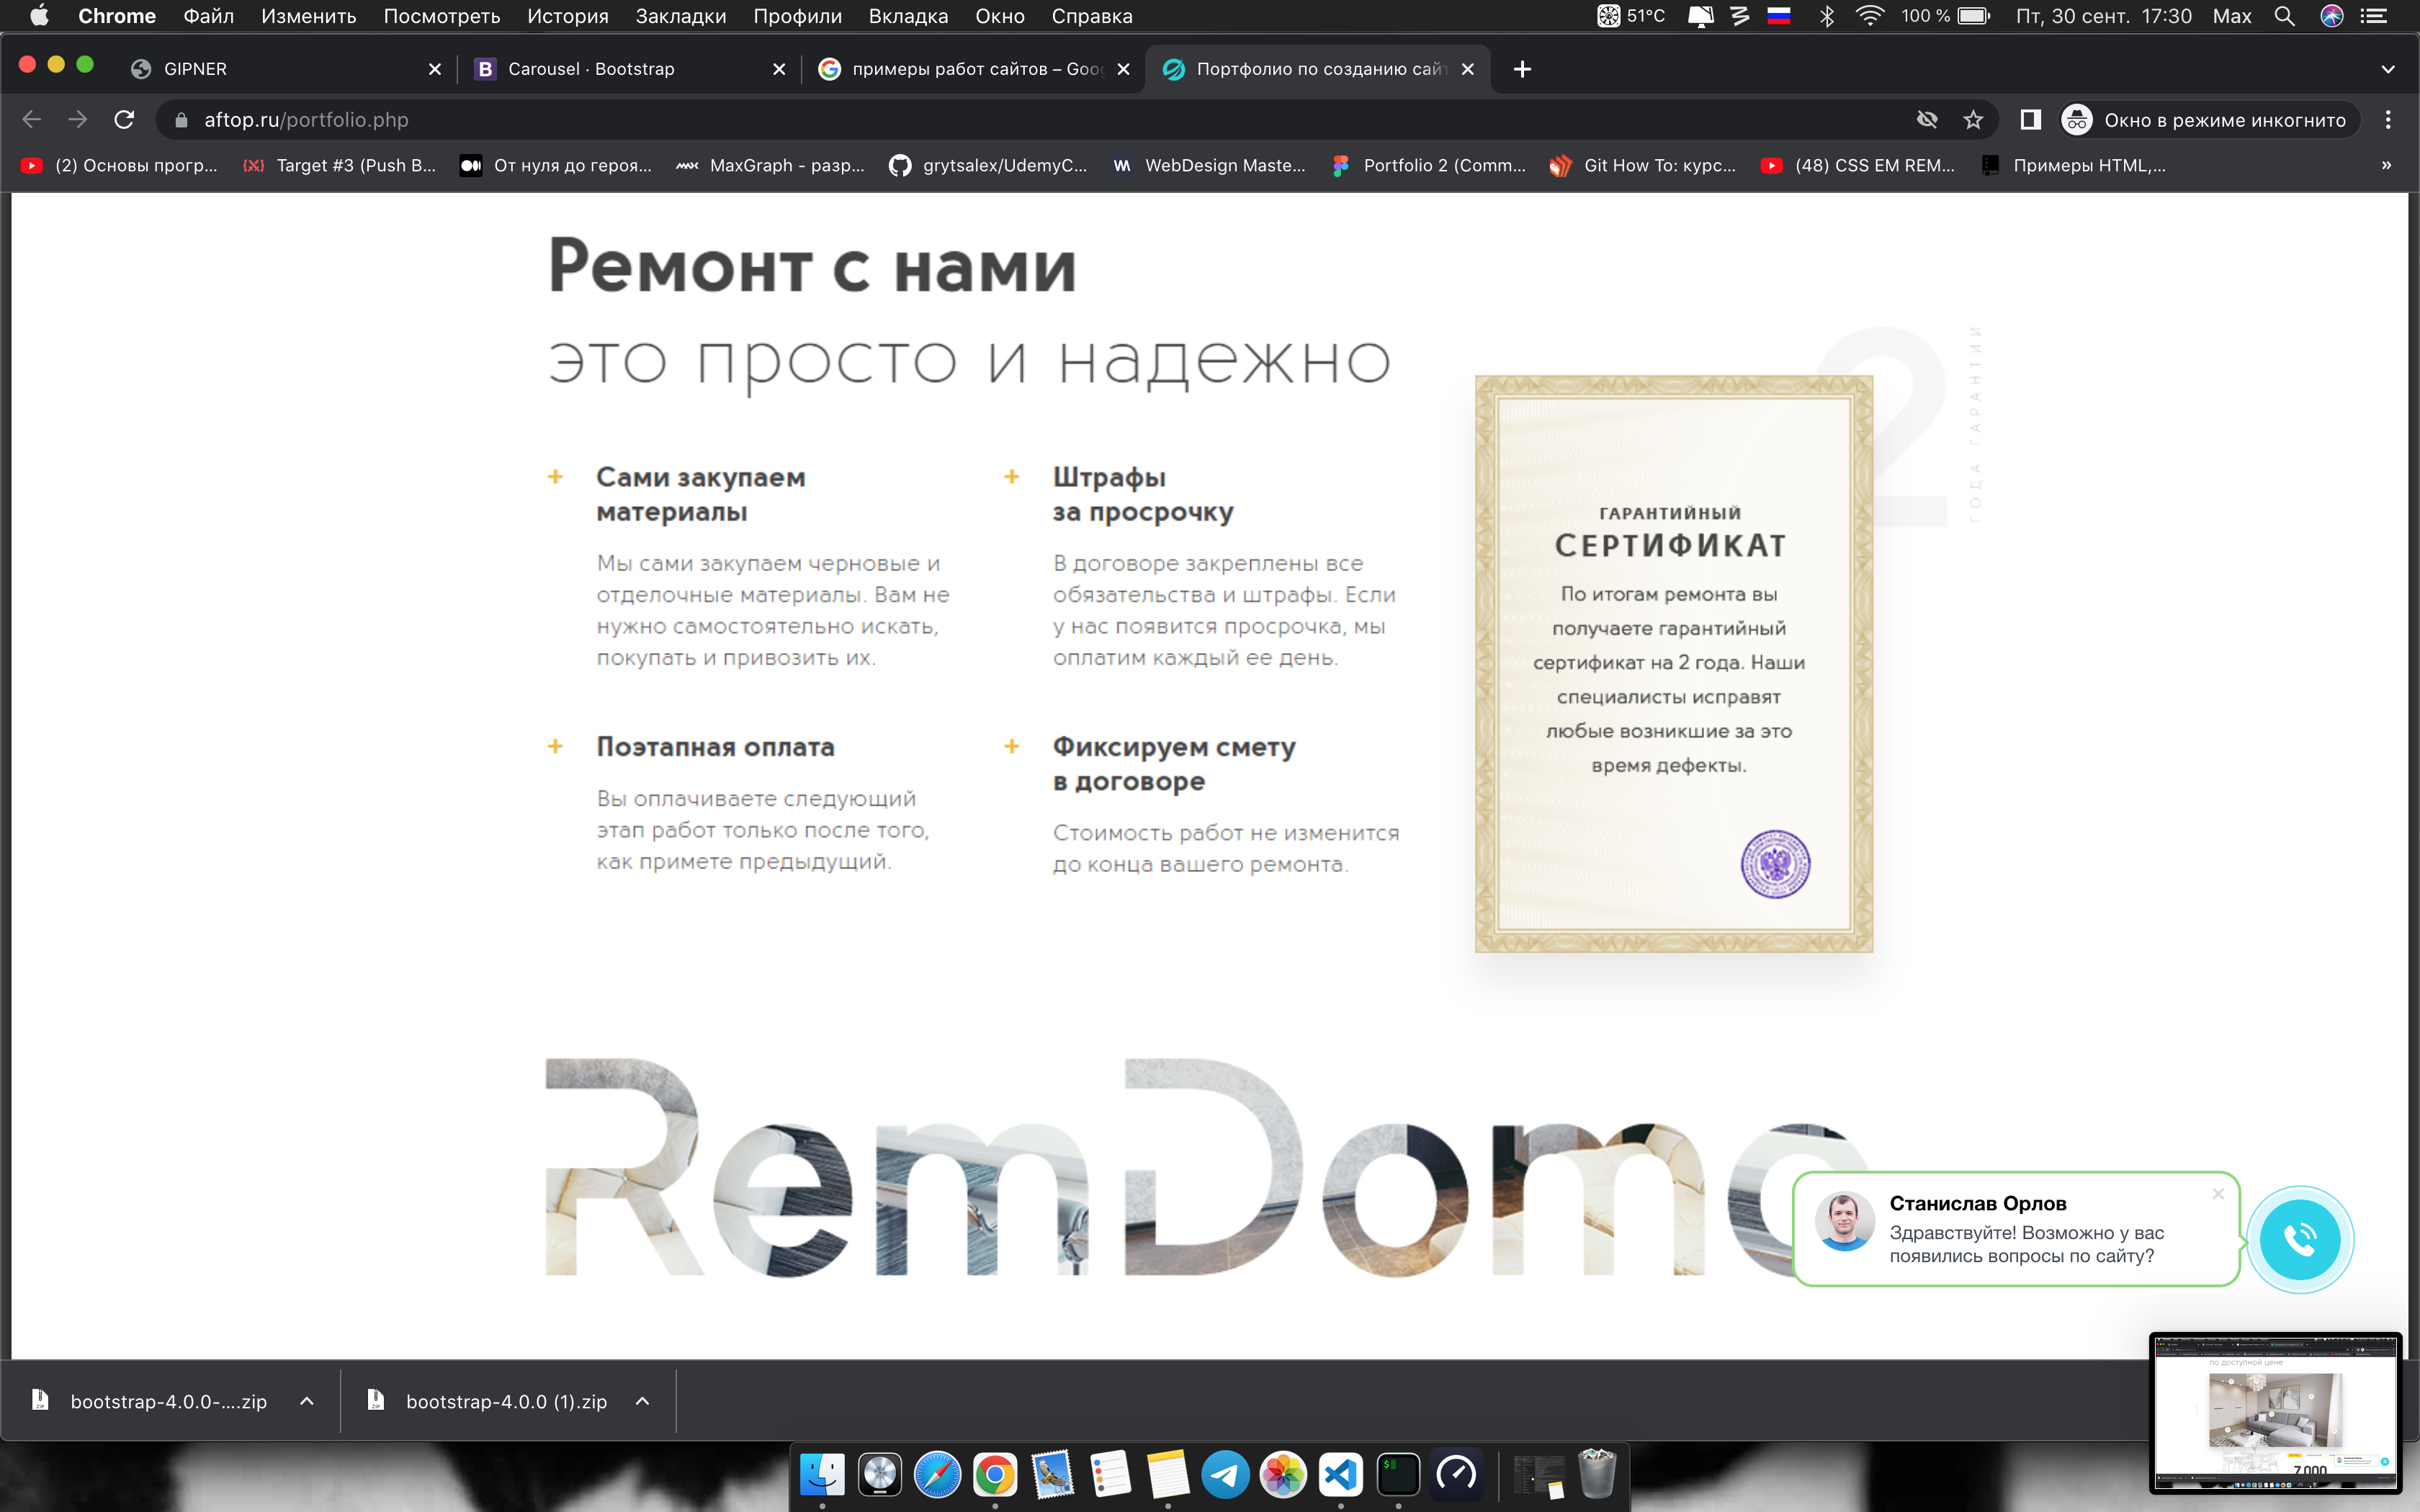 Chrome Файл Изменить Посмотреть История Закладки Профили Вкладка Окно Справка 51°C 100 % Пт, 30 сент. 17:30 Max
GIPNER
Carousel · Bootstrap
примеры работ сайтов – Goo
Портфолио по созданию сай
aftop.ru/portfolio.php
Окно в режиме инкогнито
(2) Основы прогр...
Target #3 (Push B...
От нуля до героя...
MaxGraph - разр...
grytsalex/UdemyC...
WebDesign Maste...
Portfolio 2 (Comm...
Git How To: курс...
(48) CSS EM REM...
Примеры HTML,...
»
Ремонт с нами
это просто и надежно
+ Сами закупаем
материалы
Мы сами закупаем черновые и
отделочные материалы. Вам не
нужно самостоятельно искать,
покупать и привозить их.
+ Штрафы
за просрочку
В договоре закреплены все
обязательства и штрафы. Если
у нас появится просрочка, мы
оплатим каждый ее день.
+ Поэтапная оплата
Вы оплачиваете следующий
этап работ только после того,
как примете предыдущий.
+ Фиксируем смету
в договоре
Стоимость работ не изменится
до конца вашего ремонта.
2
ГОДА ГАРАНТИИ
ГАРАНТИЙНЫЙ
СЕРТИФИКАТ
По итогам ремонта вы
получаете гарантийный
сертификат на 2 года. Наши
специалисты исправят
любые возникшие за это
время дефекты.
RemDomo
Станислав Орлов
Здравствуйте! Возможно у вас
появились вопросы по сайту?
bootstrap-4.0.0-....zip
bootstrap-4.0.0 (1).zip
по доступной цене
7 000